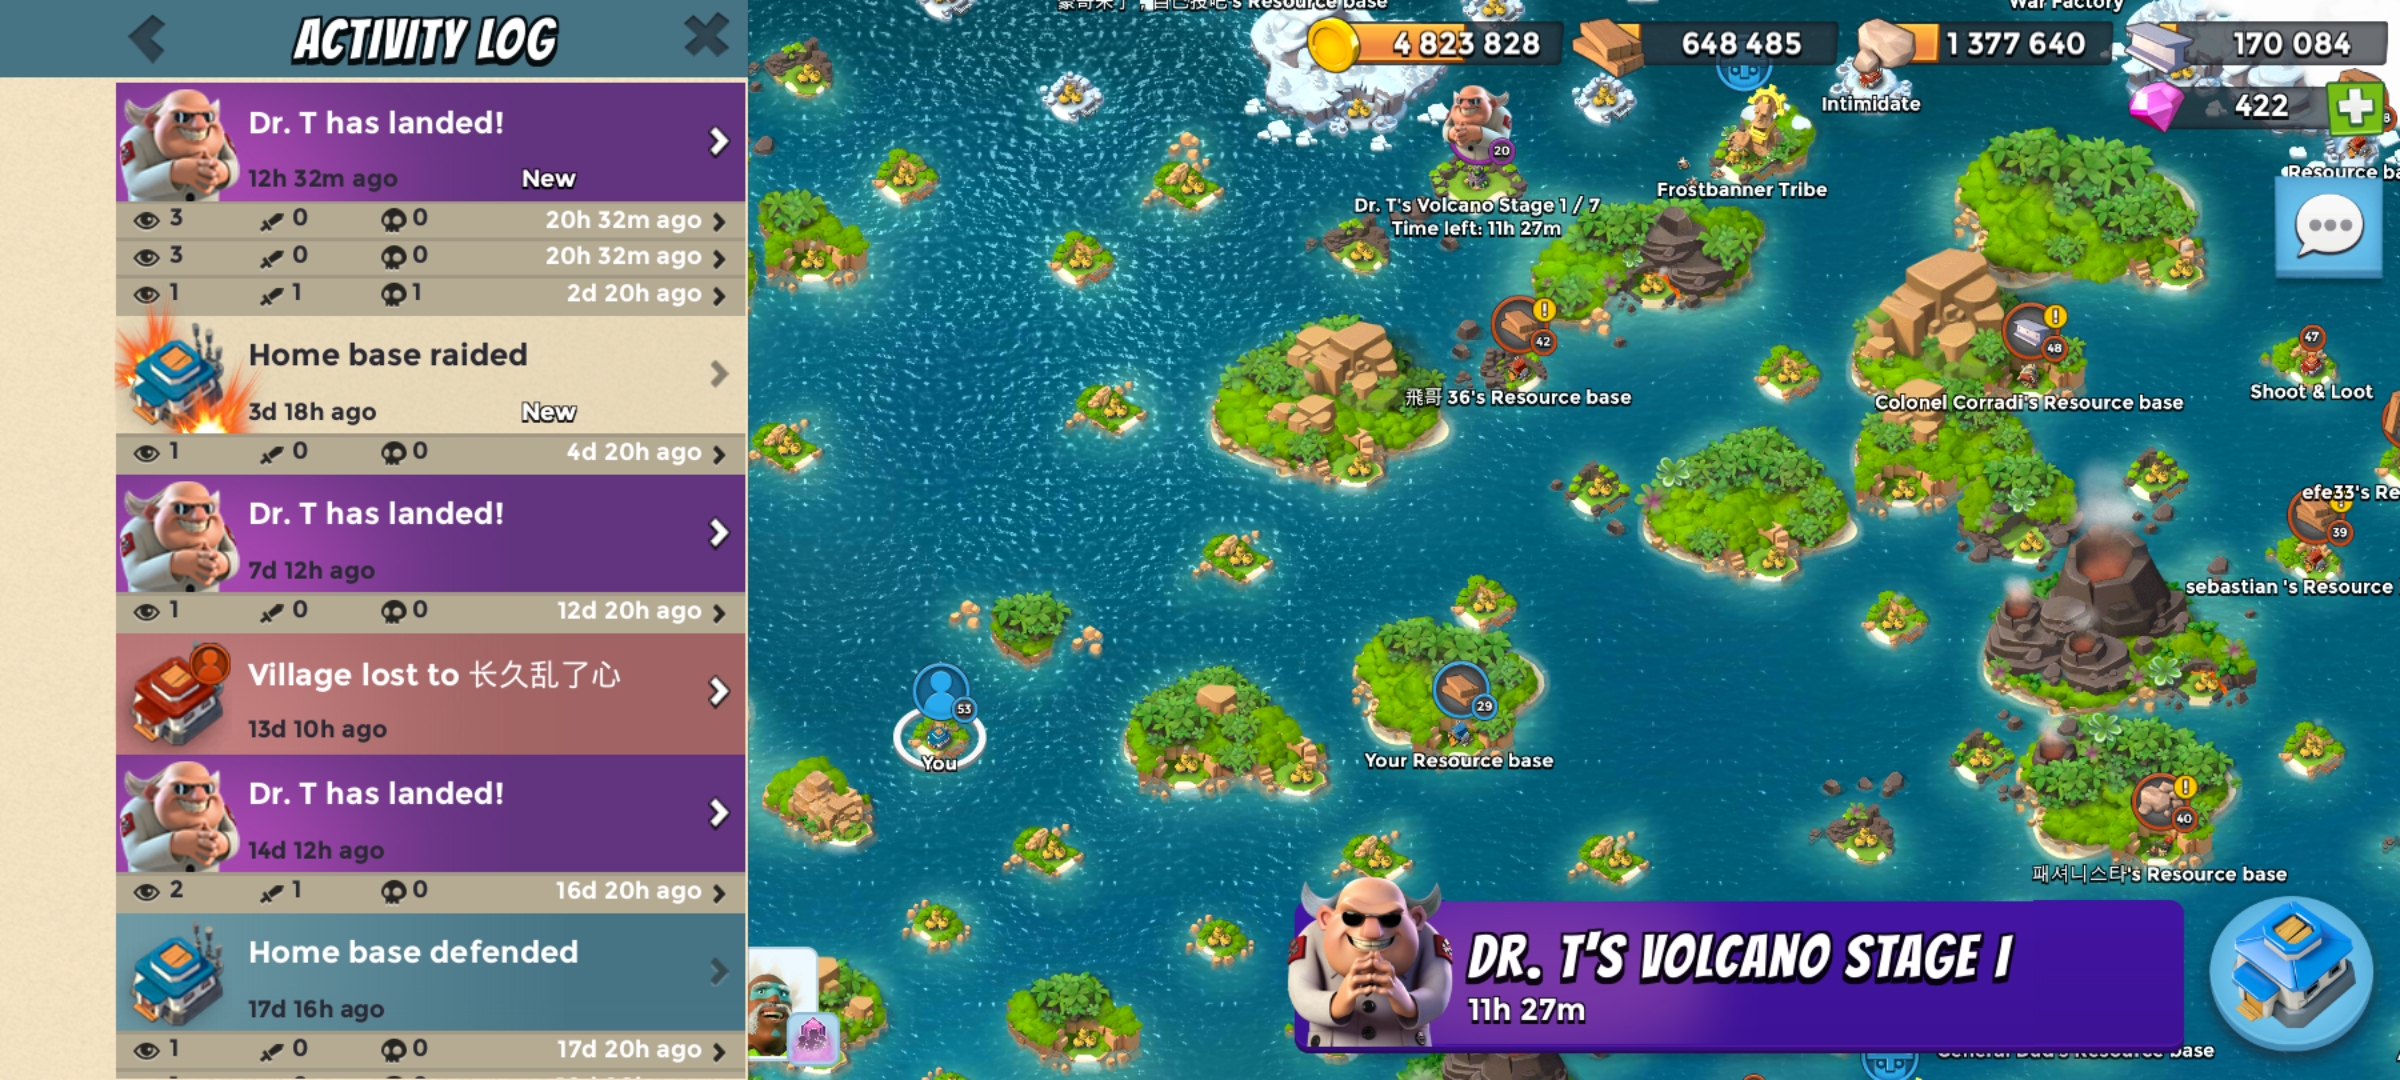 ACTIVITY LOG
Dr. T has landed!
12h 32m ago
New
3 0 0 20h 32m ago
3 0 0 20h 32m ago
1 1 1 2d 20h ago
Home base raided
3d 18h ago
New
1 0 0 4d 20h ago
Dr. T has landed!
7d 12h ago
1 0 0 12d 20h ago
Village lost to 长久乱了心
13d 10h ago
Dr. T has landed!
14d 12h ago
2 1 0 16d 20h ago
Home base defended
17d 16h ago
1 0 0 17d 20h ago
's Resource base
War Factory
4 823 828
648 485
1 377 640
170 084
422
Intimidate
20
Dr. T's Volcano Stage 1 / 7
Time left: 11h 27m
Frostbanner Tribe
Resource ba
42
飛哥 36's Resource base
48
Colonel Corradi's Resource base
47
Shoot & Loot
efe33's Re
39
sebastian 's Resource
53
You
29
Your Resource base
40
패셔니스타's Resource base
DR. T'S VOLCANO STAGE 1
11h 27m
General Dad's Resource base